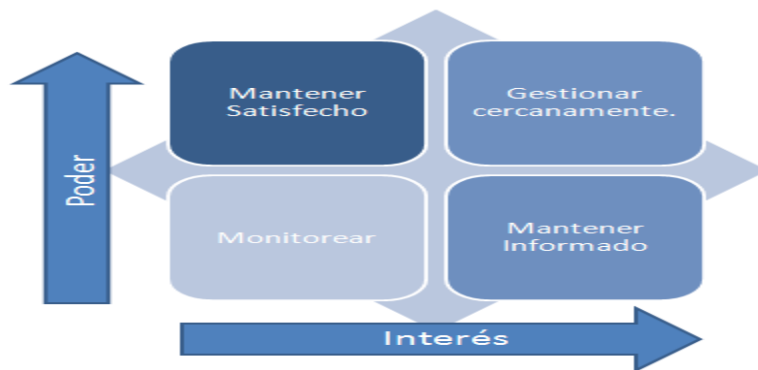 Mantener
Satisfecho
Gestionar
cercanamente.
Poder
Monitorear
Mantener
Informado
Interés